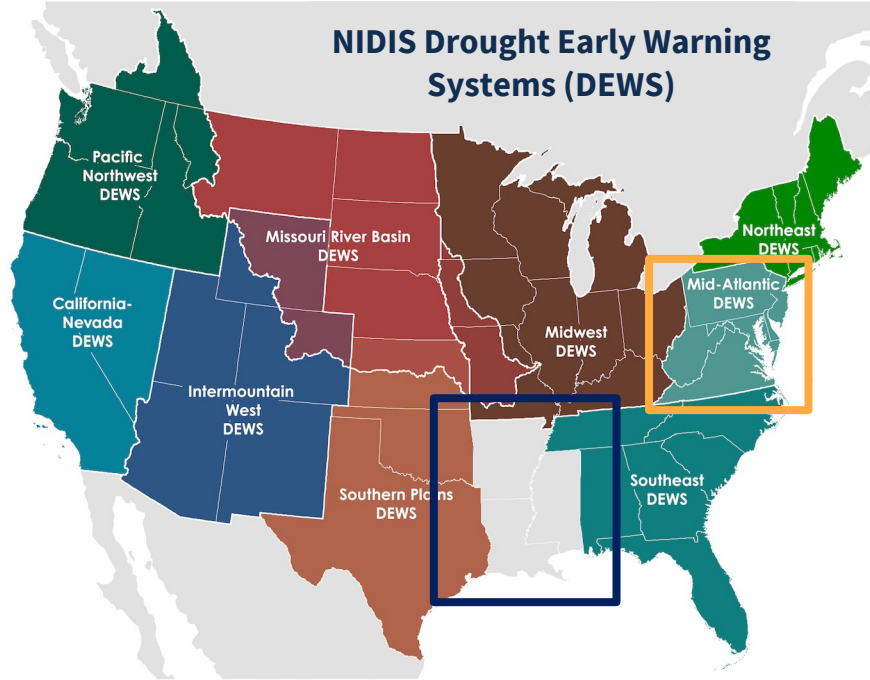 NIDIS Drought Early Warning
Systems (DEWS)
Pacific
Northwest
DEWS
Missouri River Basin
DEWS
Northeast
DEWS
Mid-Atlantic
DEWS
California-
Nevada
DEWS
Midwest
DEWS
Intermountain
West
DEWS
Southern Plains
DEWS
Southeast
DEWS